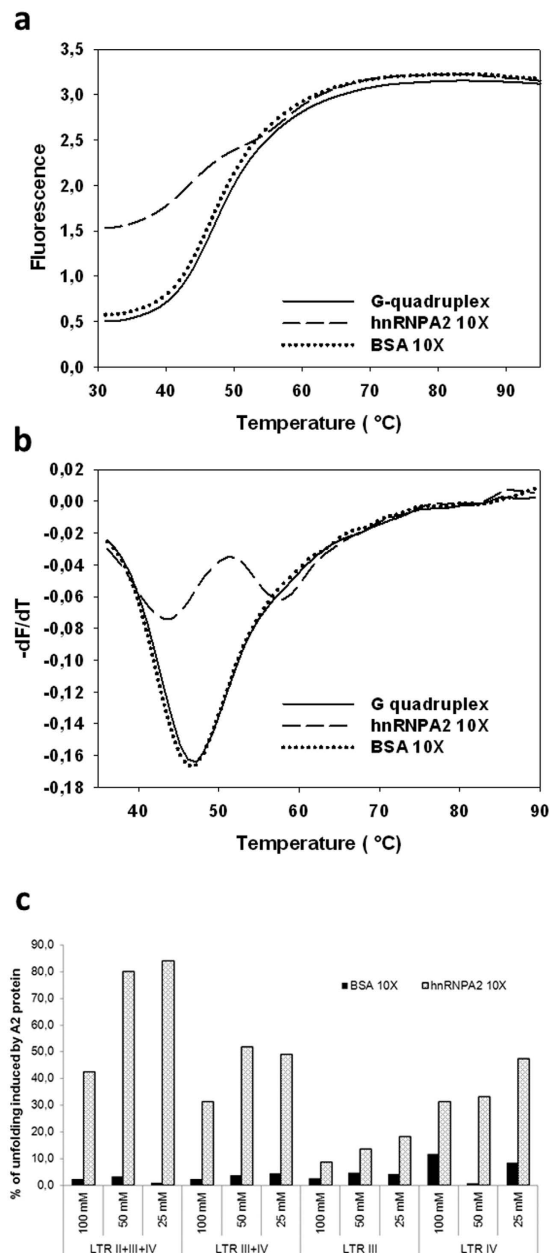 a
3,5
3,0
2,5
2,0
1,5
1,0
0,5
0,0
Fluorescence
G-quadruplex
hnRNPA2 10X
BSA 10X
30 40 50 60 70 80 90
Temperature ( °C)
b
0,02
0,00
-0,02
-0,04
-0,06
-0,08
-0,10
-0,12
-0,14
-0,16
-0,18
-dF/dT
G quadruplex
hnRNPA2 10X
BSA 10X
40 50 60 70 80 90
Temperature ( °C)
c
90,0
80,0
70,0
60,0
50,0
40,0
30,0
20,0
10,0
0,0
% of unfolding induced by A2 protein
BSA 10X hnRNPA2 10X
100 mM 50 mM 25 mM 100 mM 50 mM 25 mM 100 mM 50 mM 25 mM 100 mM 50 mM 25 mM
LTR II+III+IV LTR III+IV LTR III LTR IV